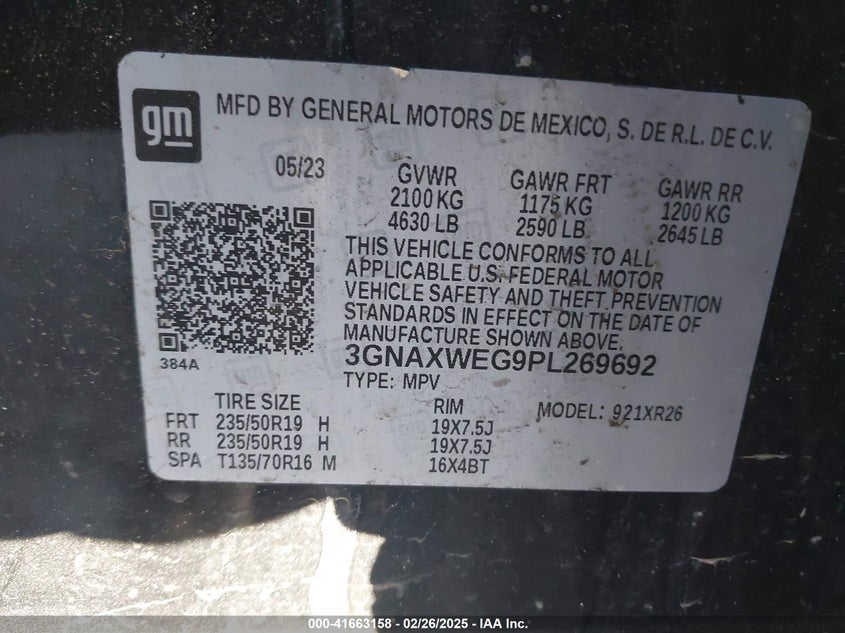 gm
MFD BY GENERAL MOTORS DE MEXICO, S. DE R.L. DE C.V.
05/23 GVWR GAWR FRT GAWR RR
2100 KG 1175 KG 1200 KG
4630 LB 2590 LB 2645 LB
THIS VEHICLE CONFORMS TO ALL
APPLICABLE U.S. FEDERAL MOTOR
VEHICLE SAFETY AND THEFT PREVENTION
STANDARDS IN EFFECT ON THE DATE OF
MANUFACTURE SHOWN ABOVE.
384A 3GNAXWEG9PL269692
TYPE: MPV
TIRE SIZE RIM MODEL: 921XR26
FRT 235/50R19 H 19X7.5J
RR 235/50R19 H 19X7.5J
SPA T135/70R16 M 16X4BT
000-41663158 - 02/26/2025 - IAA Inc.